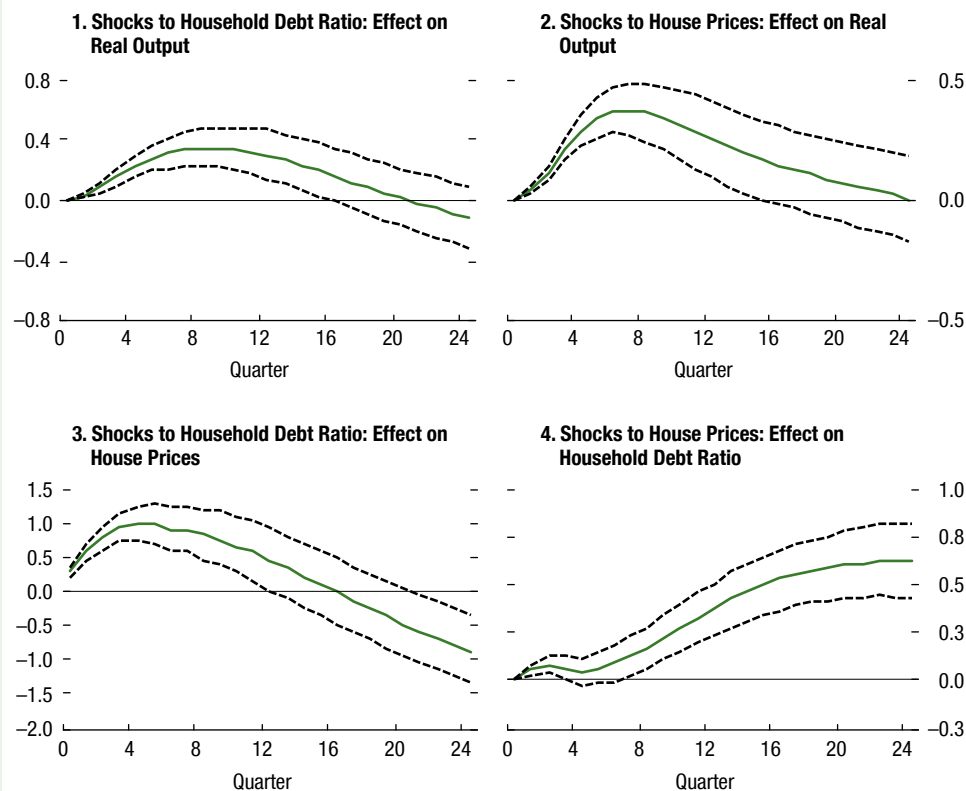 1. Shocks to Household Debt Ratio: Effect on
Real Output
0.8
0.4
0.0
–0.4
–0.8
0 4 8 12 16 20 24
Quarter
2. Shocks to House Prices: Effect on Real
Output
0.5
0.0
–0.5
0 4 8 12 16 20 24
Quarter
3. Shocks to Household Debt Ratio: Effect on
House Prices
1.5
1.0
0.5
0.0
–0.5
–1.0
–1.5
–2.0
0 4 8 12 16 20 24
Quarter
4. Shocks to House Prices: Effect on
Household Debt Ratio
1.0
0.8
0.5
0.3
0.0
–0.3
0 4 8 12 16 20 24
Quarter